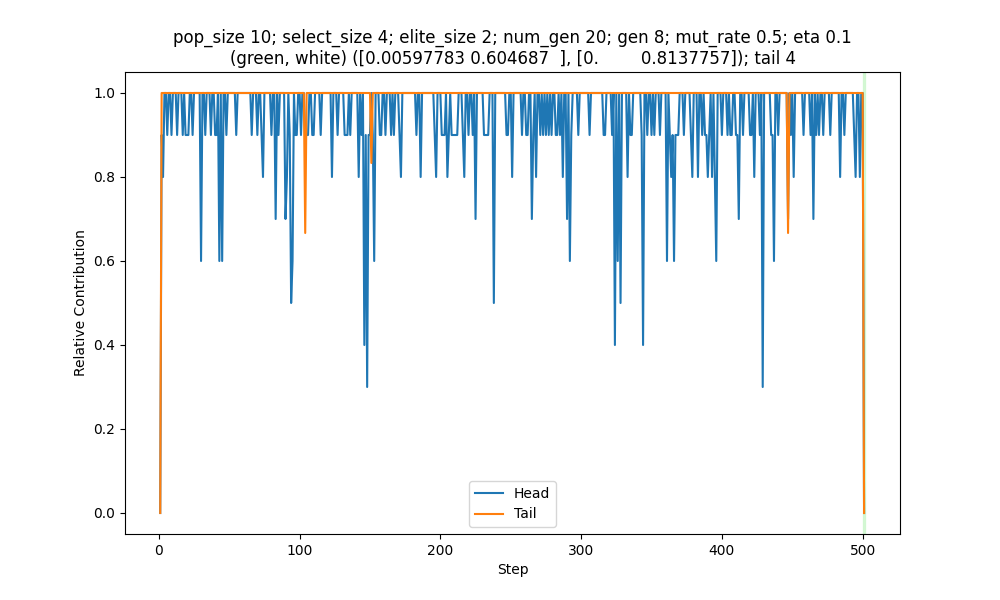 pop_size 10; select_size 4; elite_size 2; num_gen 20; gen 8; mut_rate 0.5; eta 0.1
(green, white) ([0.00597783 0.604687  ], [0.        0.8137757]); tail 4
1.0
0.8
0.6
0.4
0.2
0.0
Relative Contribution
Head
Tail
0
100
200
300
400
500
Step